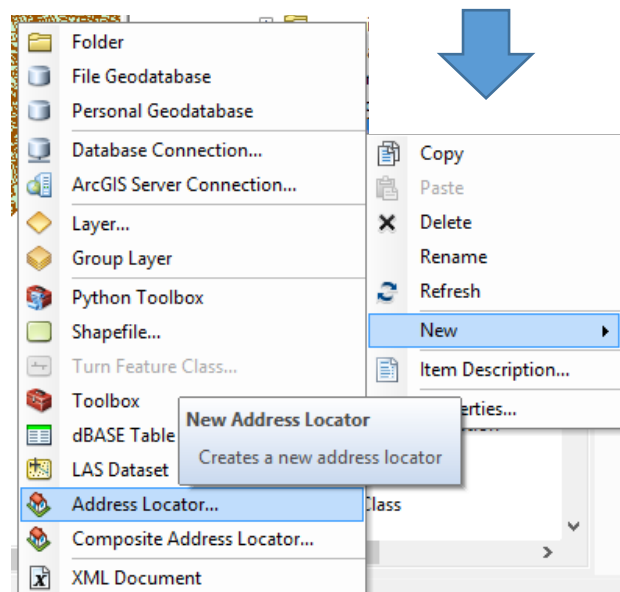 Folder
File Geodatabase
Personal Geodatabase
Database Connection...
ArcGIS Server Connection...
Layer...
Group Layer
Python Toolbox
Shapefile...
Turn Feature Class...
Toolbox
dBASE Table
LAS Dataset
Address Locator...
Composite Address Locator...
XML Document
New Address Locator
Creates a new address locator
Copy
Paste
Delete
Rename
Refresh
New
Item Description...
erties...
Class